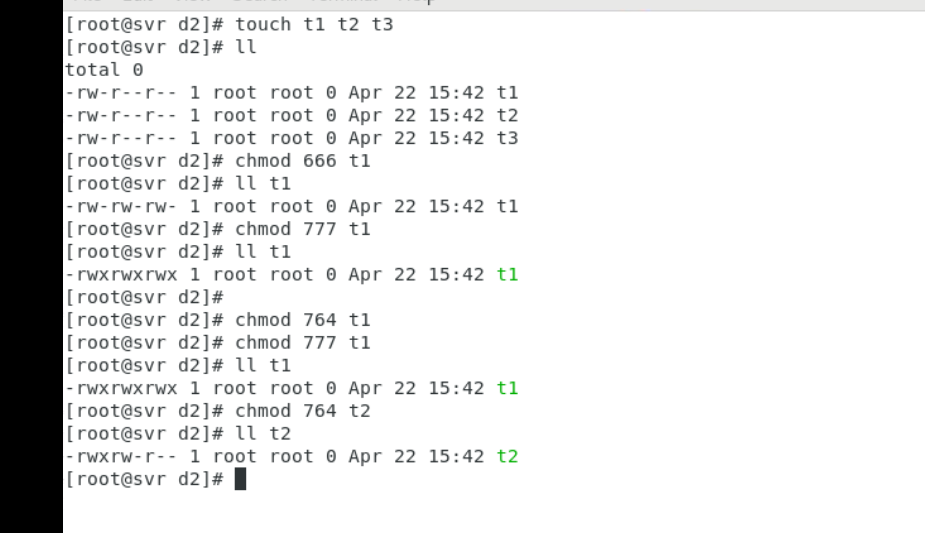 [root@svr d2]# touch t1 t2 t3
[root@svr d2]# ll
total 0
-rw-r--r-- 1 root root 0 Apr 22 15:42 t1
-rw-r--r-- 1 root root 0 Apr 22 15:42 t2
-rw-r--r-- 1 root root 0 Apr 22 15:42 t3
[root@svr d2]# chmod 666 t1
[root@svr d2]# ll t1
-rw-rw-rw- 1 root root 0 Apr 22 15:42 t1
[root@svr d2]# chmod 777 t1
[root@svr d2]# ll t1
-rwxrwxrwx 1 root root 0 Apr 22 15:42 t1
[root@svr d2]#
[root@svr d2]# chmod 764 t1
[root@svr d2]# chmod 777 t1
[root@svr d2]# ll t1
-rwxrwxrwx 1 root root 0 Apr 22 15:42 t1
[root@svr d2]# chmod 764 t2
[root@svr d2]# ll t2
-rwxrw-r-- 1 root root 0 Apr 22 15:42 t2
[root@svr d2]#